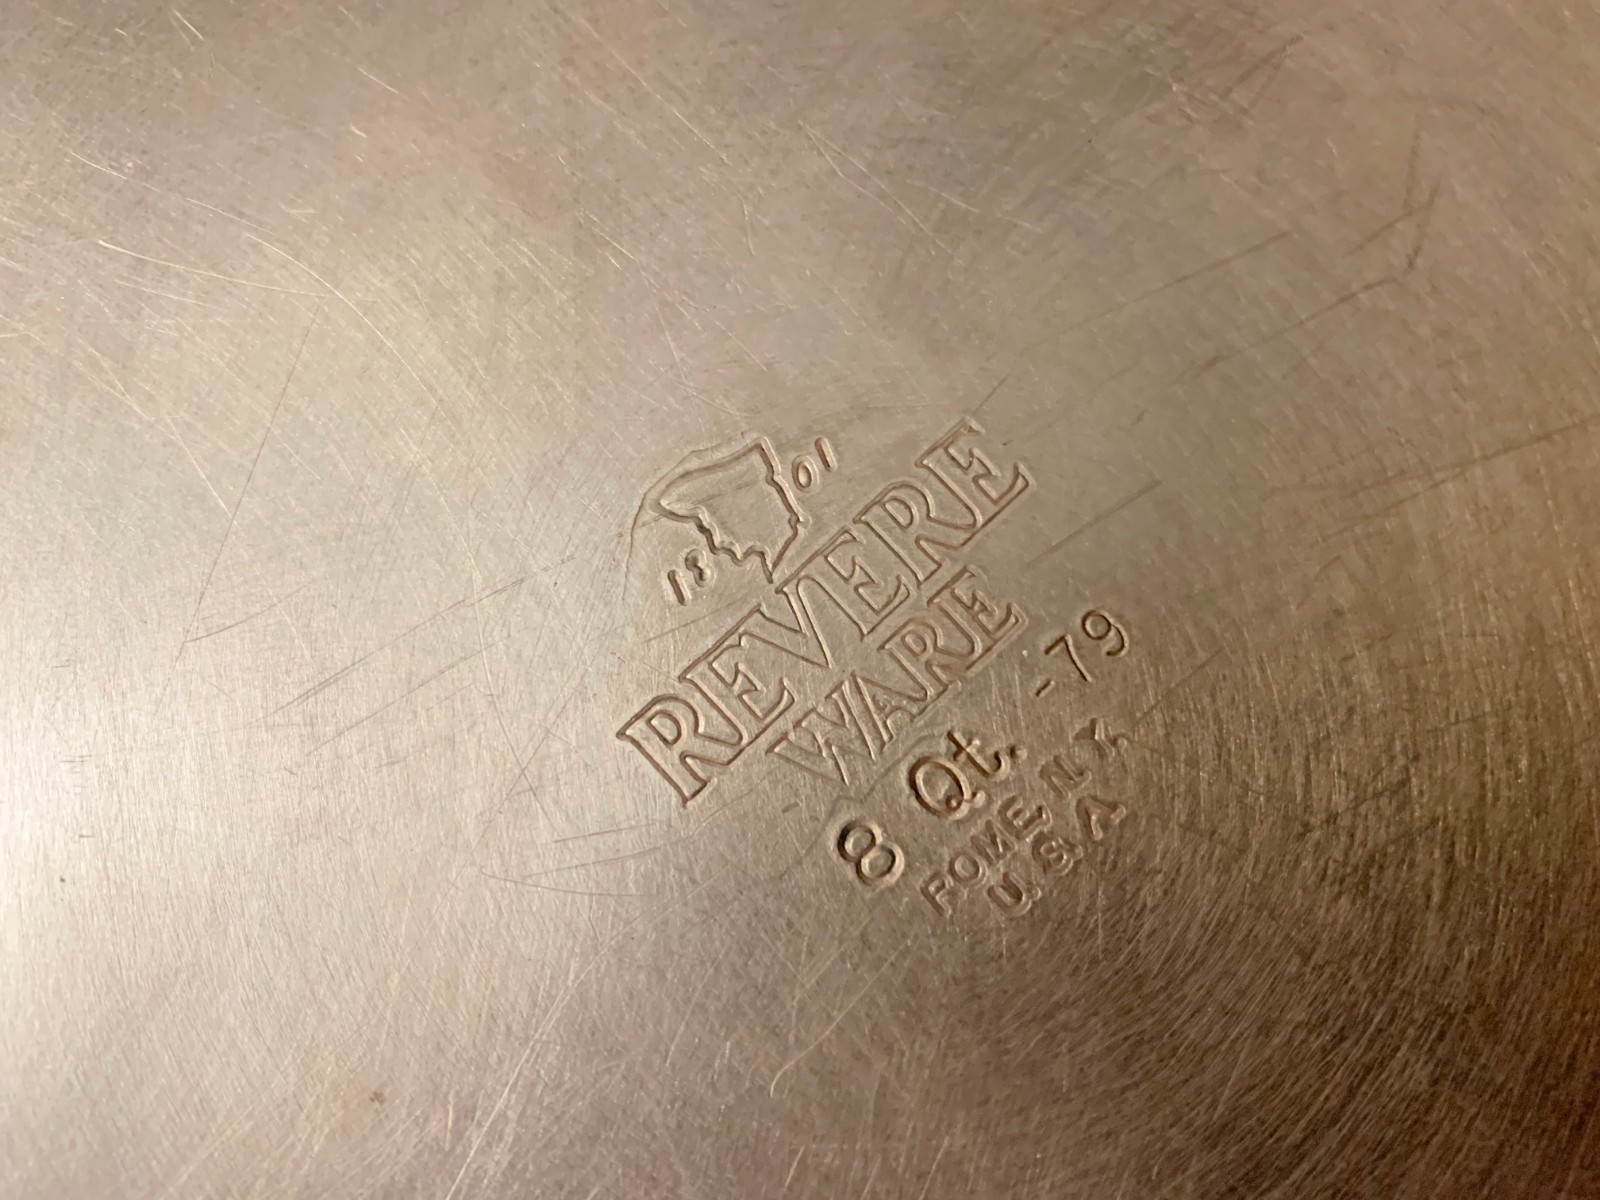 1801
REVERE
WARE
8 Qt. -79
ROME, N.Y.
U.S.A